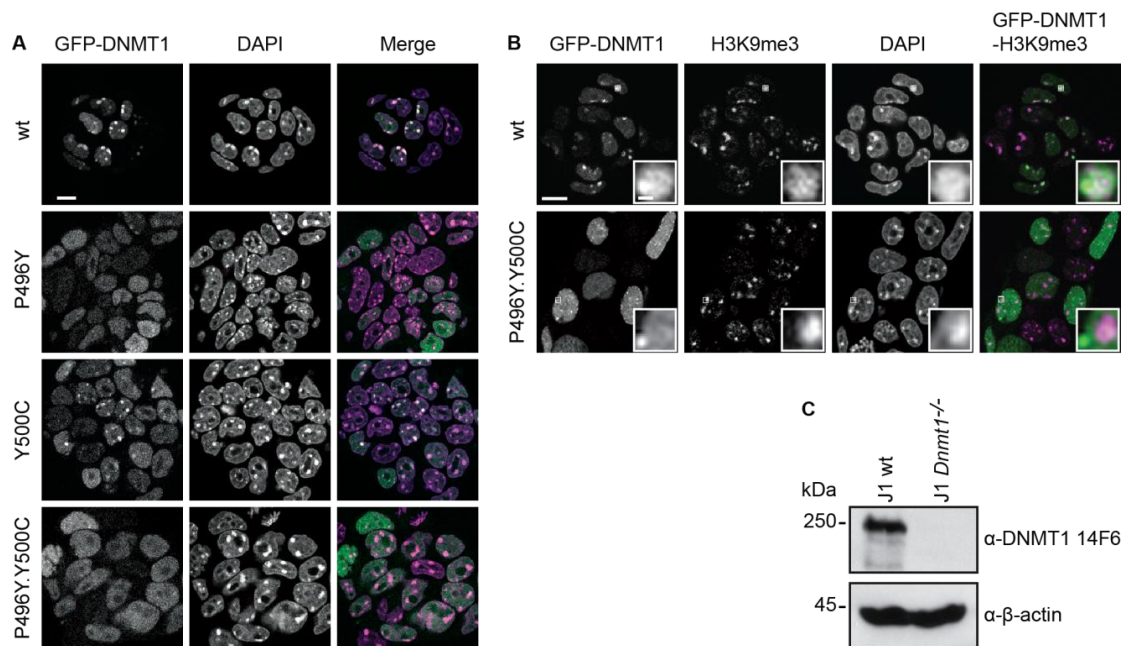 A
GFP-DNMT1
DAPI
Merge
wt
P496Y
Y500C
P496Y.Y500C
B
GFP-DNMT1
H3K9me3
DAPI
GFP-DNMT1
-H3K9me3
wt
P496Y.Y500C
C
J1 wt
J1 Dnmt1-/-
kDa
250-
α-DNMT1 14F6
45-
α-β-actin